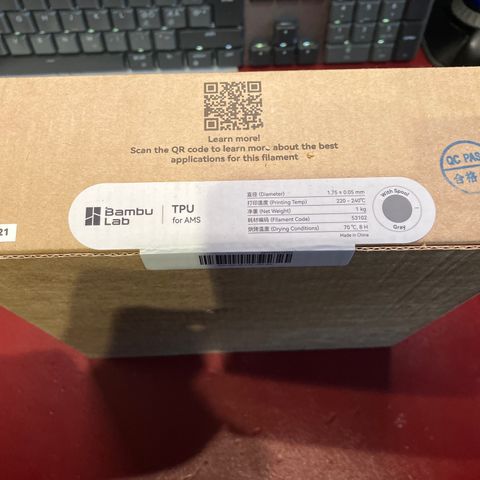 Learn more!
Scan the QR code to learn more about the best
applications for this filament
QC PAS
合格
21
Bambu
Lab
TPU
for AMS
直径 (Diameter) 1.75 ± 0.05 mm
打印温度 (Printing Temp) 220 - 240℃
净重 (Net Weight) 1 kg
耗材编码 (Filament Code) 53102
烘烤温度 (Drying Conditions) 70 ℃, 8 H
Made in China
With Spool
Gray